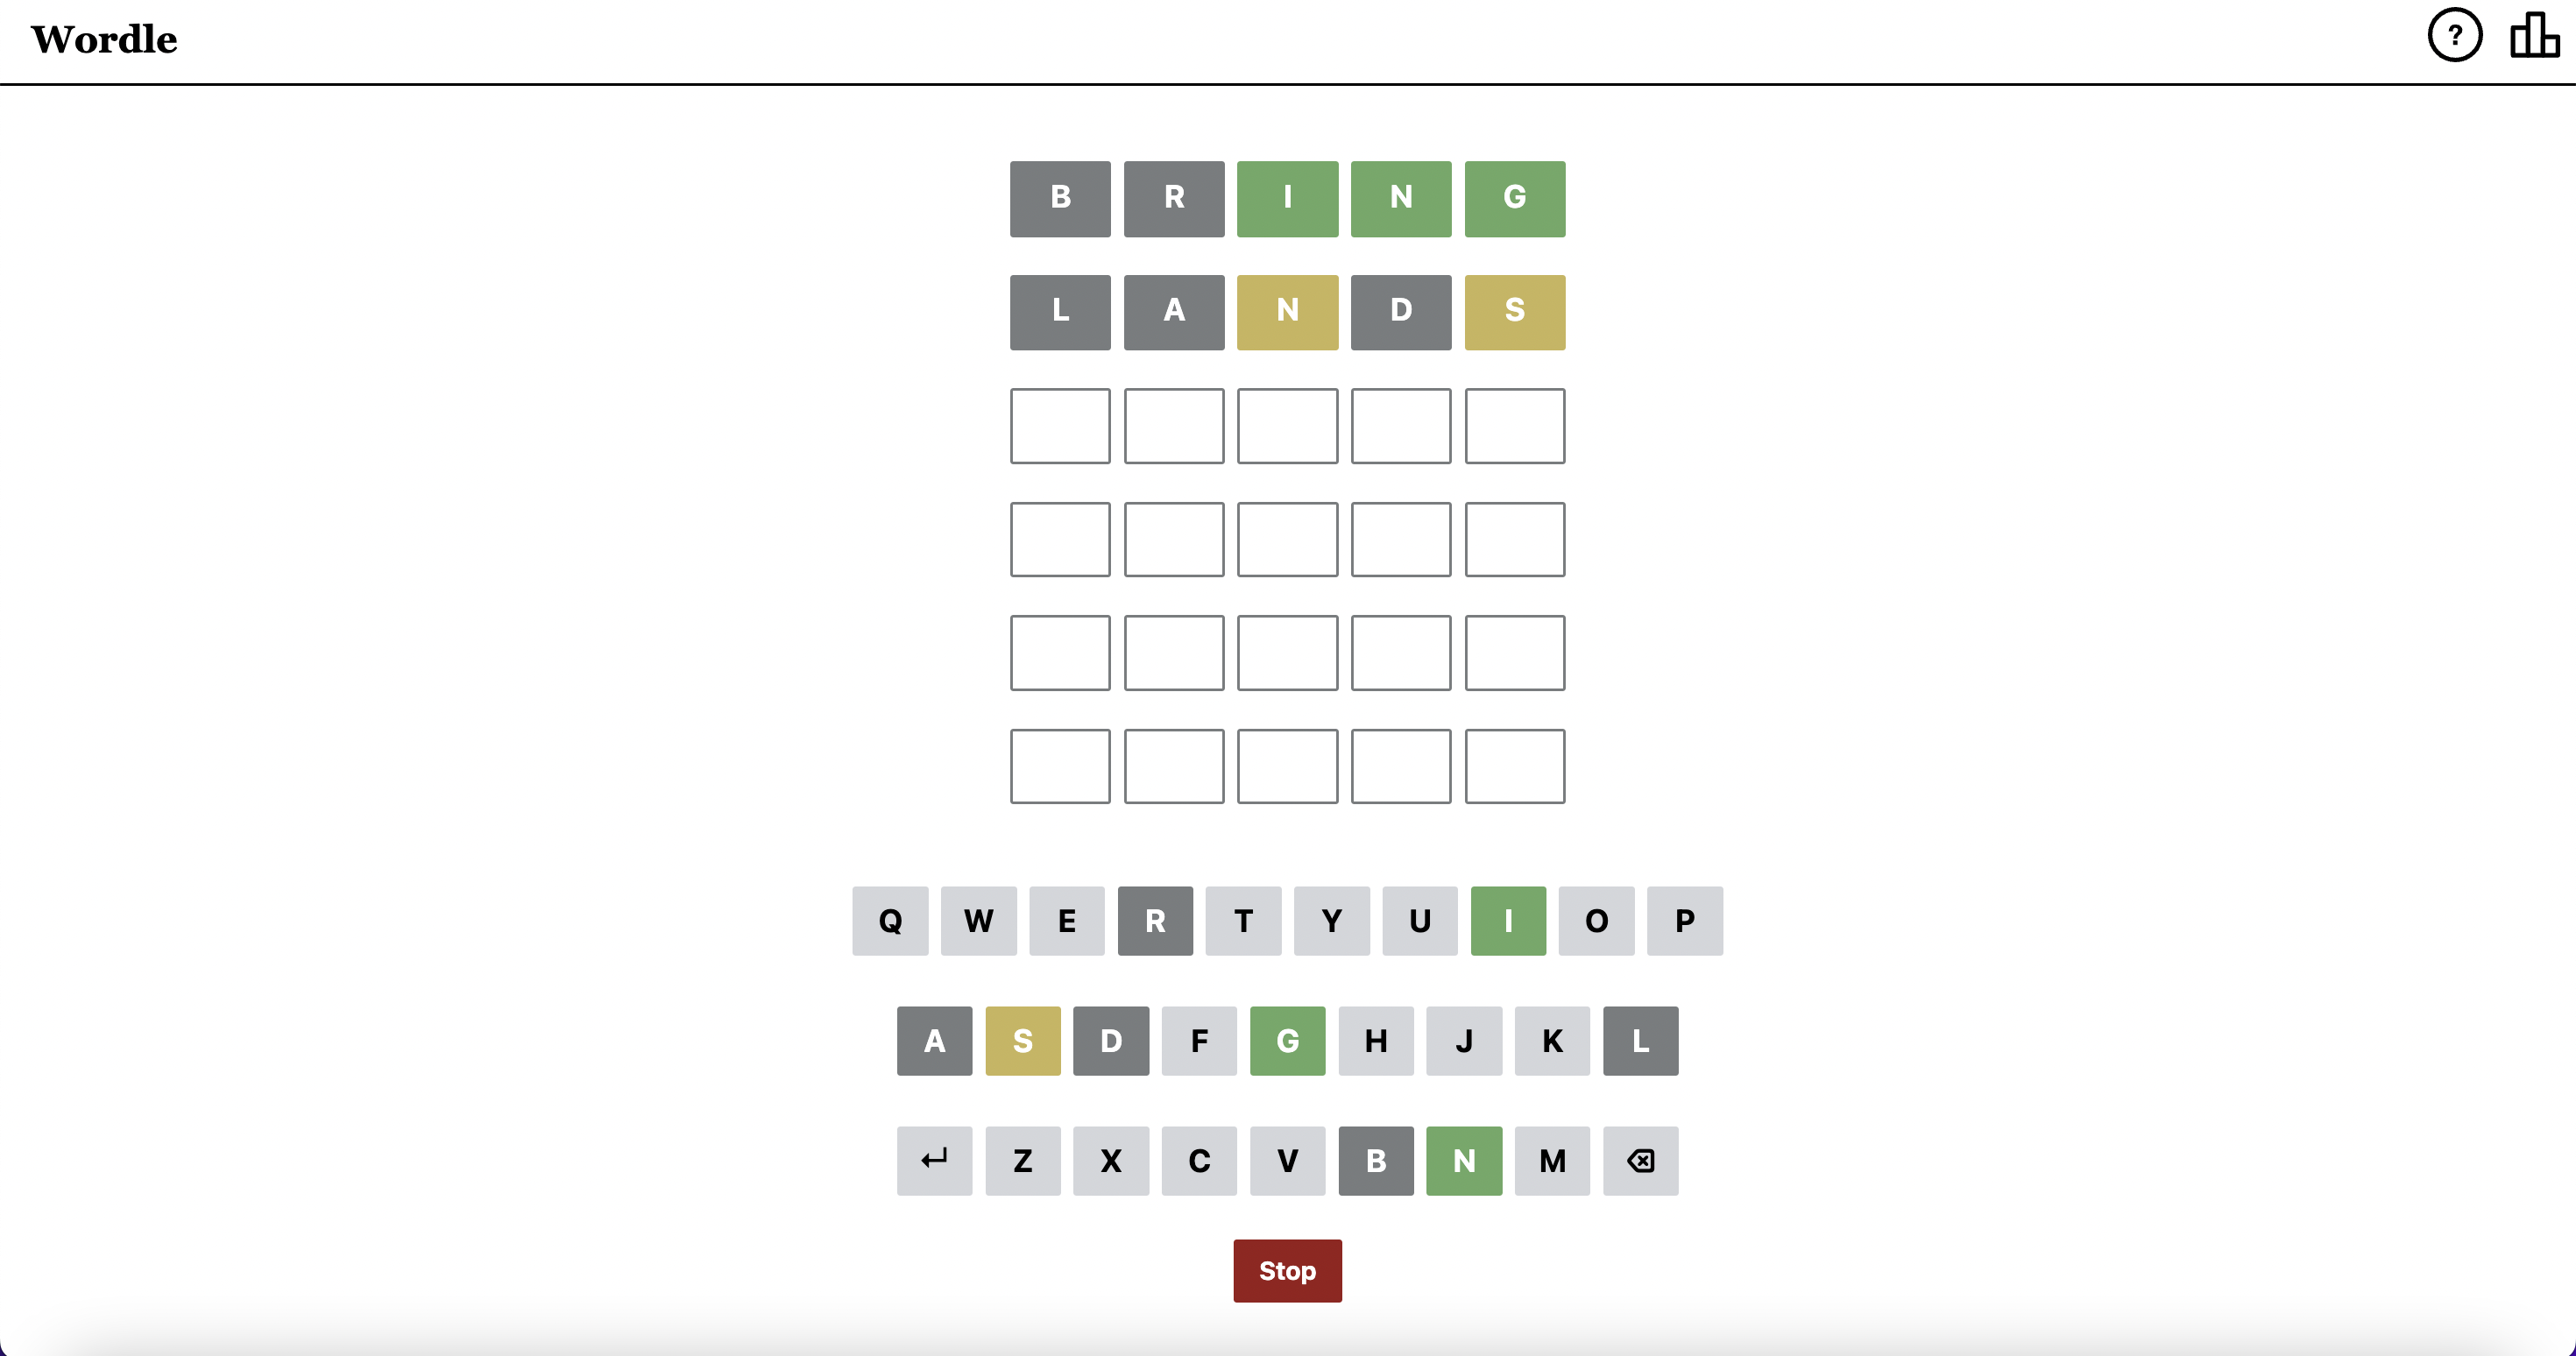 Wordle ?
B R I N G
L A N D S
Q W E R T Y U I O P
A S D F G H J K L
Z X C V B N M
Stop